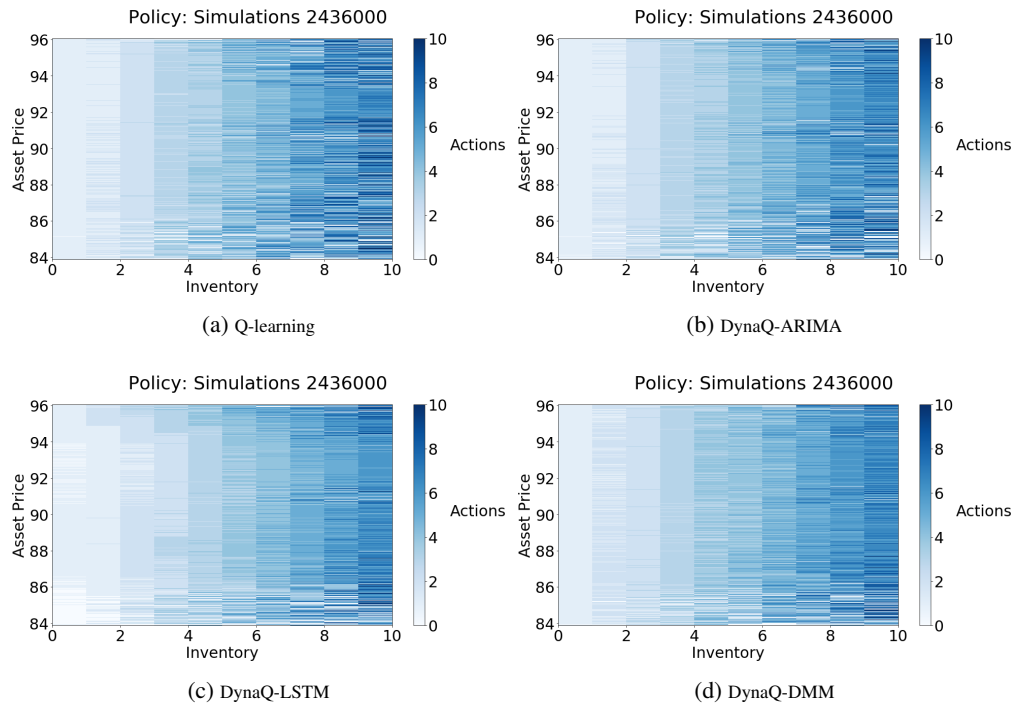 Policy: Simulations 2436000
96
94
92
90
88
86
84
Asset Price
0 2 4 6 8 10
Inventory
10
8
6
4
2
0
Actions
(a) Q-learning
Policy: Simulations 2436000
96
94
92
90
88
86
84
Asset Price
0 2 4 6 8 10
Inventory
10
8
6
4
2
0
Actions
(b) DynaQ-ARIMA
Policy: Simulations 2436000
96
94
92
90
88
86
84
Asset Price
0 2 4 6 8 10
Inventory
10
8
6
4
2
0
Actions
(c) DynaQ-LSTM
Policy: Simulations 2436000
96
94
92
90
88
86
84
Asset Price
0 2 4 6 8 10
Inventory
10
8
6
4
2
0
Actions
(d) DynaQ-DMM